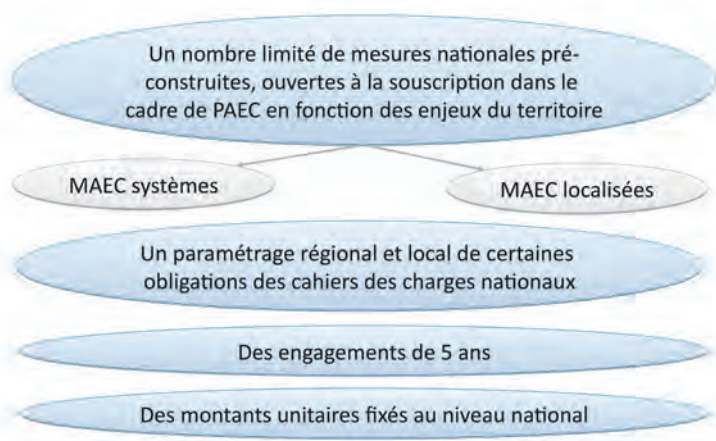 Un nombre limité de mesures nationales pré-
construites, ouvertes à la souscription dans le
cadre de PAEC en fonction des enjeux du territoire
MAEC systèmes
MAEC localisées
Un paramétrage régional et local de certaines
obligations des cahiers des charges nationaux
Des engagements de 5 ans
Des montants unitaires fixés au niveau national